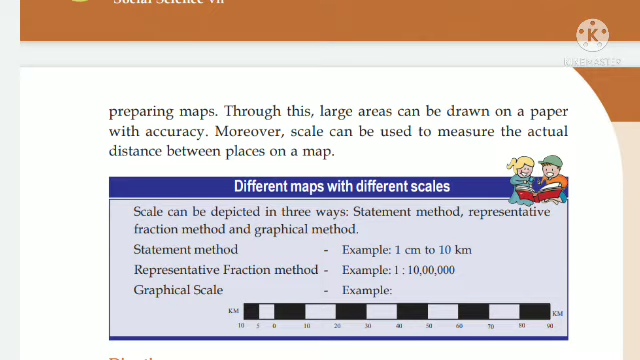 Social Science VII
K
KINEMASTER
preparing maps. Through this, large areas can be drawn on a paper
with accuracy. Moreover, scale can be used to measure the actual
distance between places on a map.
Different maps with different scales
Scale can be depicted in three ways: Statement method, representative
fraction method and graphical method.
Statement method - Example: 1 cm to 10 km
Representative Fraction method - Example: 1 : 10,00,000
Graphical Scale - Example:
KM KM
10 5 0 10 20 30 40 50 60 70 80 90